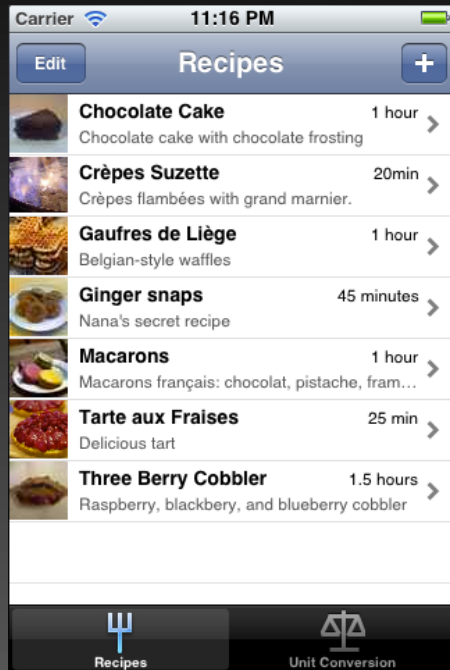 Carrier 11:16 PM
Edit Recipes +
Chocolate Cake 1 hour
Chocolate cake with chocolate frosting
Crèpes Suzette 20min
Crèpes flambées with grand marnier.
Gaufres de Liège 1 hour
Belgian-style waffles
Ginger snaps 45 minutes
Nana's secret recipe
Macarons 1 hour
Macarons français: chocolat, pistache, fram...
Tarte aux Fraises 25 min
Delicious tart
Three Berry Cobbler 1.5 hours
Raspberry, blackbery, and blueberry cobbler
Recipes Unit Conversion